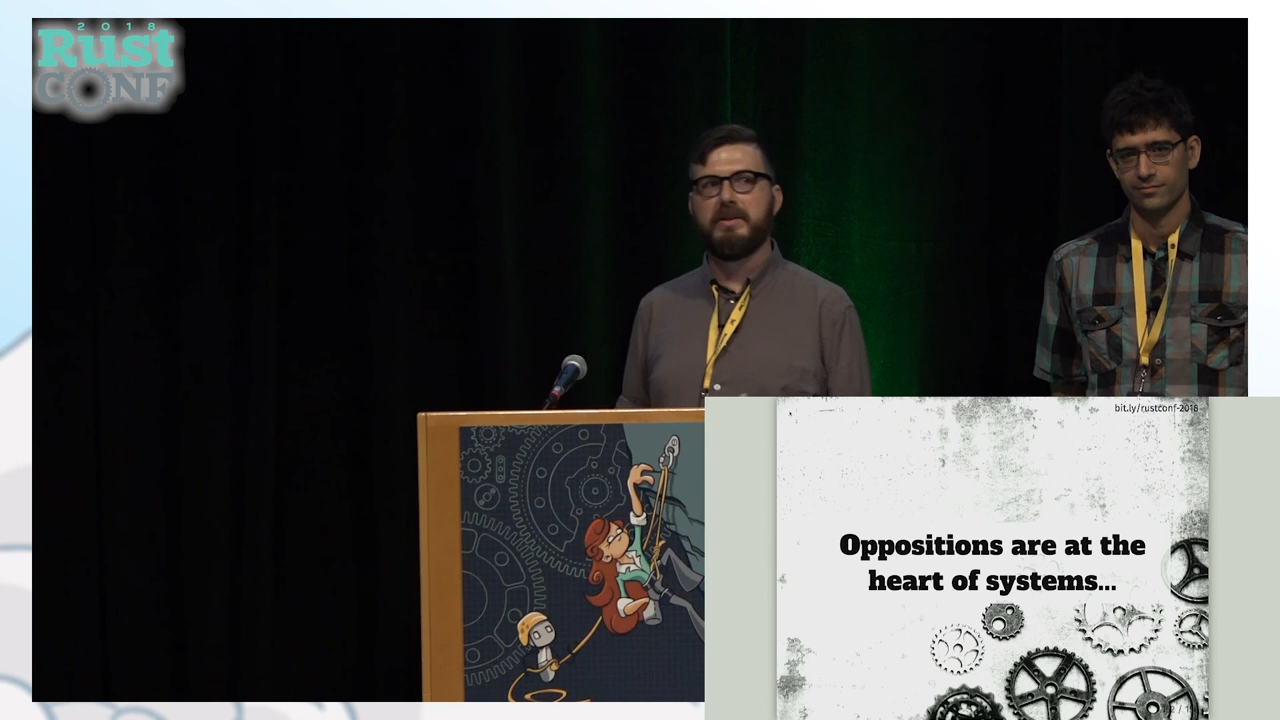 2018
Rust
CONF
bit.ly/rustconf-2018
Oppositions are at the
heart of systems...